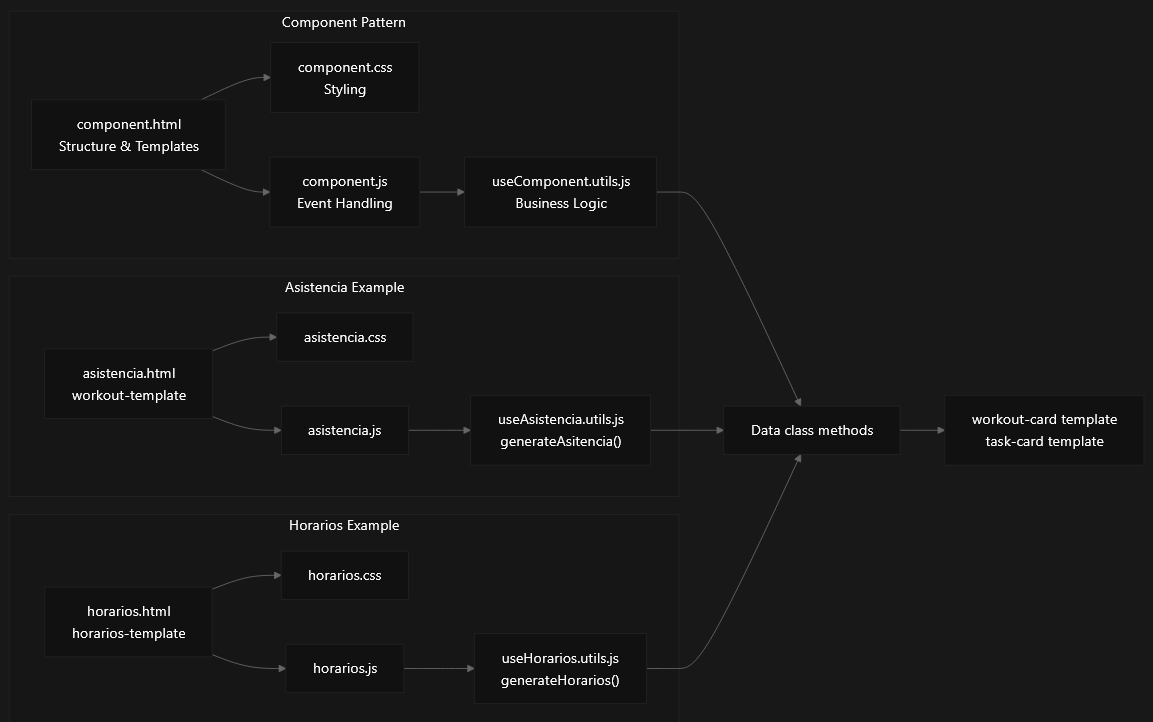 Component Pattern
component.css
Styling
component.html
Structure & Templates
component.js
Event Handling
useComponent.utils.js
Business Logic
Asistencia Example
asistencia.css
asistencia.html
workout-template
asistencia.js
useAsistencia.utils.js
generateAsitencia()
Data class methods
workout-card template
task-card template
Horarios Example
horarios.css
horarios.html
horarios-template
horarios.js
useHorarios.utils.js
generateHorarios()